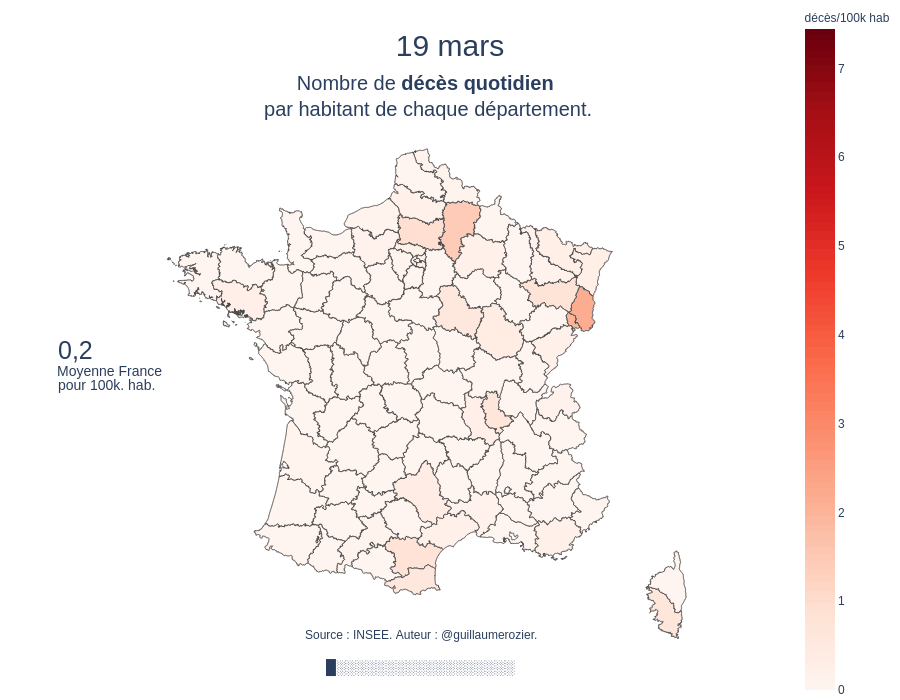 décès/100k hab
19 mars
Nombre de décès quotidien
par habitant de chaque département.
7
6
5
4
3
2
1
0
0,2
Moyenne France
pour 100k. hab.
Source : INSEE. Auteur : @guillaumerozier.